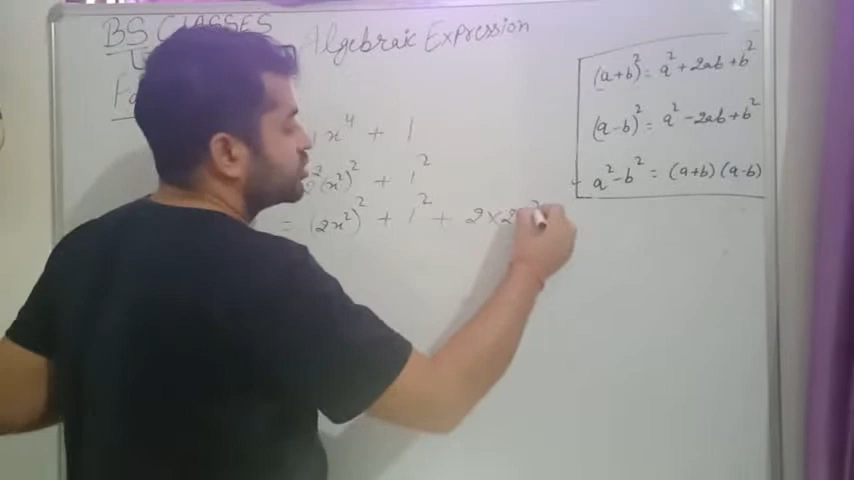 BS CLASSES
Algebraic Expression
x⁴ + 1
²(x²)² + 1²
= (2x²)² + 1² + 2×2
(a+b)² = a² + 2ab + b²
(a-b)² = a² - 2ab + b²
a² - b² = (a+b) (a-b)